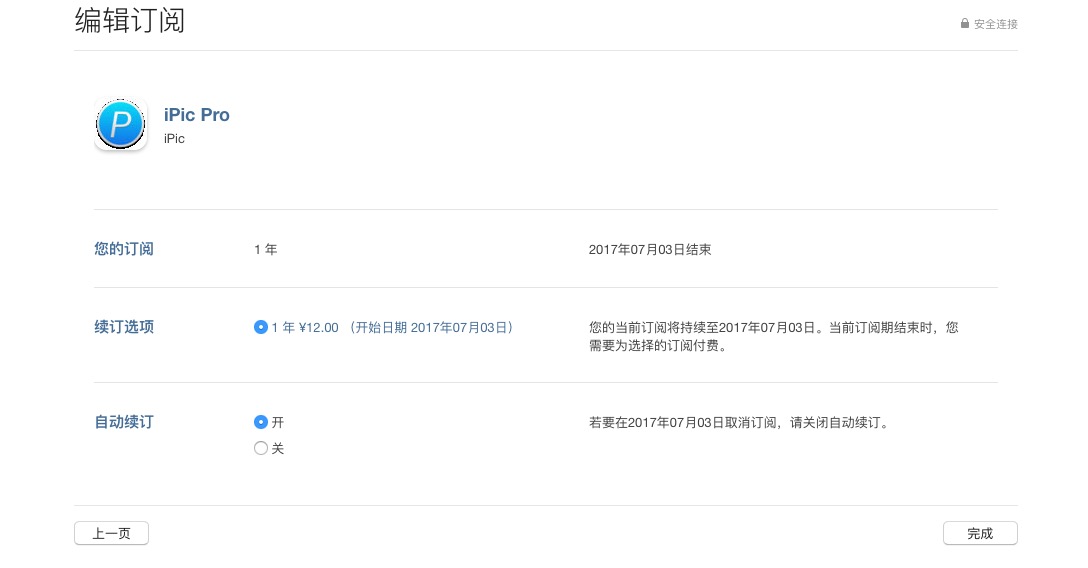 编辑订阅
安全连接
P
iPic Pro
iPic
您的订阅
1 年
2017年07月03日结束
续订选项
1 年 ¥12.00 （开始日期 2017年07月03日）
您的当前订阅将持续至2017年07月03日。当前订阅期结束时，您
需要为选择的订阅付费。
自动续订
开
若要在2017年07月03日取消订阅，请关闭自动续订。
关
上一页
完成